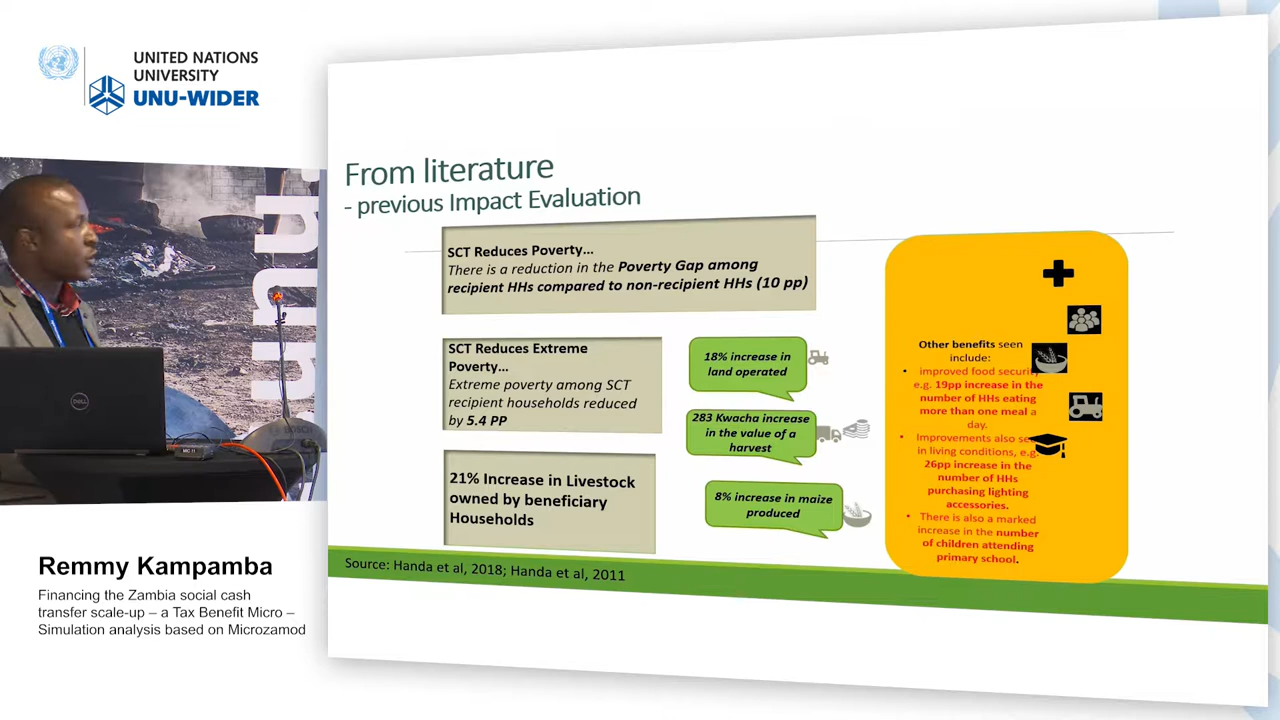 UNITED NATIONS
UNIVERSITY
UNU-WIDER
From literature
- previous Impact Evaluation
SCT Reduces Poverty…
There is a reduction in the Poverty Gap among
recipient HHs compared to non-recipient HHs (10 pp)
SCT Reduces Extreme
Poverty…
Extreme poverty among SCT
recipient households reduced
by 5.4 PP
21% Increase in Livestock
owned by beneficiary
Households
18% increase in
land operated
283 Kwacha increase
in the value of a
harvest
8% increase in maize
produced
Other benefits seen
include:
• improved food security
e.g. 19pp increase in the
number of HHs eating
more than one meal a
day.
• Improvements also
in living conditions, e.g.
26pp increase in the
number of HHs
purchasing lighting
accessories.
• There is also a marked
increase in the number
of children attending
primary school.
Source: Handa et al, 2018; Handa et al, 2011
DELL
MIC 11
BOSCH
Remmy Kampamba
Financing the Zambia social cash
transfer scale-up – a Tax Benefit Micro –
Simulation analysis based on Microzamod